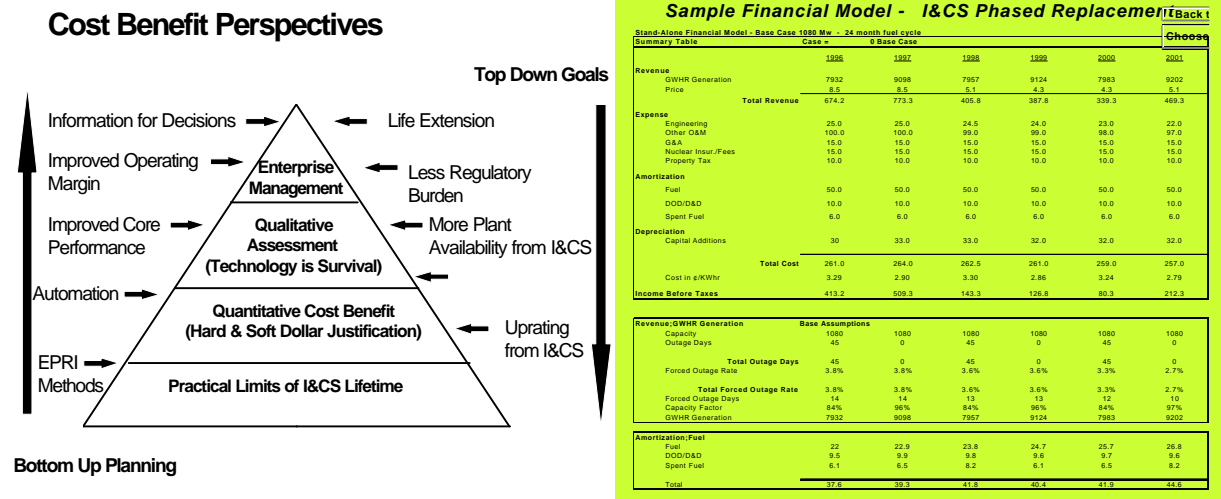 Cost Benefit Perspectives
Top Down Goals
Information for Decisions
Life Extension
Improved Operating
Margin
Enterprise
Management
Less Regulatory
Burden
Improved Core
Performance
Qualitative
Assessment
(Technology is Survival)
More Plant
Availability from I&CS
Automation
Quantitative Cost Benefit
(Hard & Soft Dollar Justification)
Uprating
from I&CS
EPRI
Methods
Practical Limits of I&CS Lifetime
Bottom Up Planning
Sample Financial Model - I&CS Phased Replacement
Back t
Choose
Stand-Alone Financial Model - Base Case 1080 Mw - 24 month fuel cycle
Summary Table Case = 0 Base Case
1996 1997 1998 1999 2000 2001
Revenue
GWHR Generation 7932 9098 7957 9124 7983 9202
Price 8.5 8.5 5.1 4.3 4.3 5.1
Total Revenue 674.2 773.3 405.8 387.8 339.3 469.3
Expense
Engineering 25.0 25.0 24.5 24.0 23.0 22.0
Other O&M 100.0 100.0 99.0 99.0 98.0 97.0
G&A 15.0 15.0 15.0 15.0 15.0 15.0
Nuclear Insur./Fees 15.0 15.0 15.0 15.0 15.0 15.0
Property Tax 10.0 10.0 10.0 10.0 10.0 10.0
Amortization
Fuel 50.0 50.0 50.0 50.0 50.0 50.0
DOD/D&D 10.0 10.0 10.0 10.0 10.0 10.0
Spent Fuel 6.0 6.0 6.0 6.0 6.0 6.0
Depreciation
Capital Additions 30 33.0 33.0 32.0 32.0 32.0
Total Cost 261.0 264.0 262.5 261.0 259.0 257.0
Cost in ¢/KWhr 3.29 2.90 3.30 2.86 3.24 2.79
Income Before Taxes 413.2 509.3 143.3 126.8 80.3 212.3
Revenue;GWHR Generation Base Assumptions
Capacity 1080 1080 1080 1080 1080 1080
Outage Days 45 0 45 0 45 0
Total Outage Days 45 0 45 0 45 0
Forced Outage Rate 3.8% 3.8% 3.6% 3.6% 3.3% 2.7%
Total Forced Outage Rate 3.8% 3.8% 3.6% 3.6% 3.3% 2.7%
Forced Outage Days 14 14 13 13 12 10
Capacity Factor 84% 96% 84% 96% 84% 97%
GWHR Generation 7932 9098 7957 9124 7983 9202
Amortization;Fuel
Fuel 22 22.9 23.8 24.7 25.7 26.8
DOD/D&D 9.5 9.9 9.8 9.6 9.7 9.6
Spent Fuel 6.1 6.5 8.2 6.1 6.5 8.2
Total 37.6 39.3 41.8 40.4 41.9 44.6